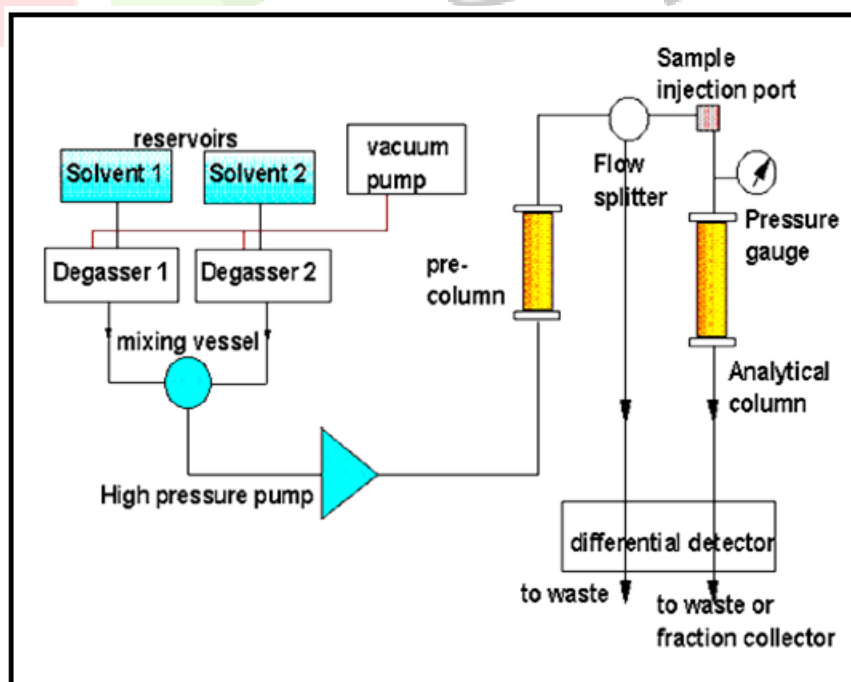 reservoirs
Solvent 1
Solvent 2
vacuum
pump
Degasser 1
Degasser 2
mixing vessel
High pressure pump
pre-
column
Flow
splitter
Sample
injection port
Pressure
gauge
Analytical
column
differential detector
to waste
to waste or
fraction collector